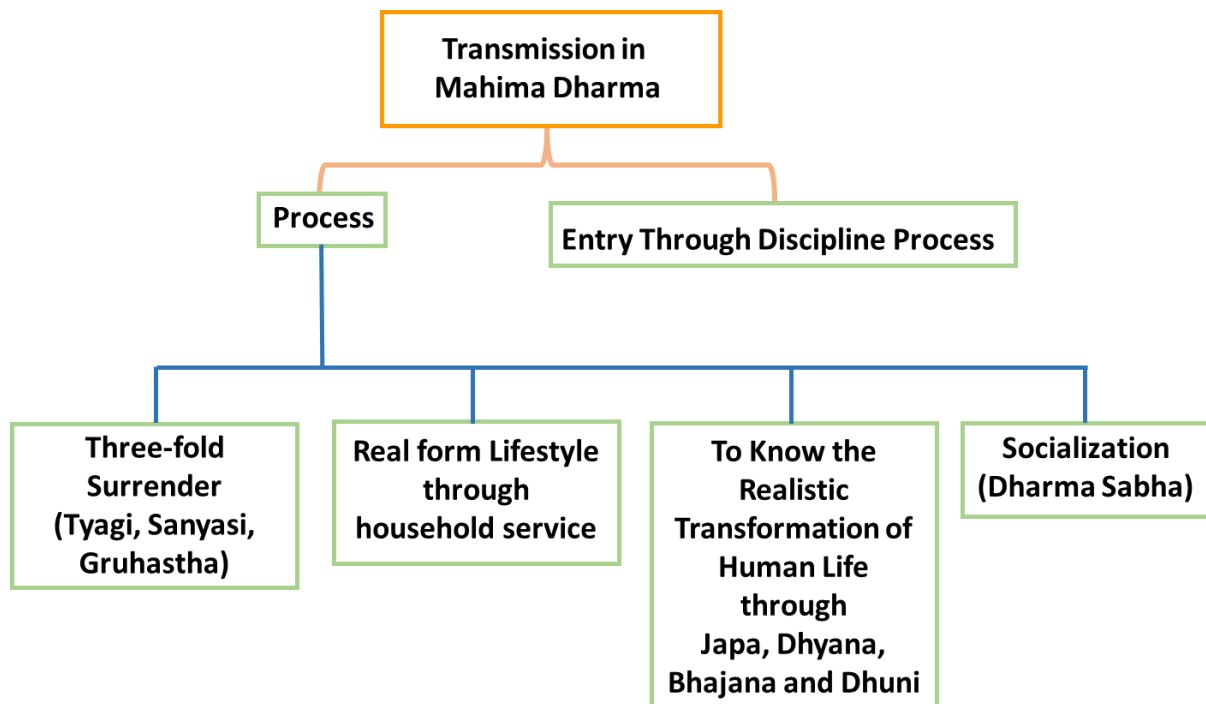 Transmission in
Mahima Dharma
Process
Entry Through Discipline Process
Three-fold
Surrender
(Tyagi, Sanyasi,
Gruhastha)
Real form Lifestyle
through
household service
To Know the
Realistic
Transformation of
Human Life
through
Japa, Dhyana,
Bhajana and Dhuni
Socialization
(Dharma Sabha)